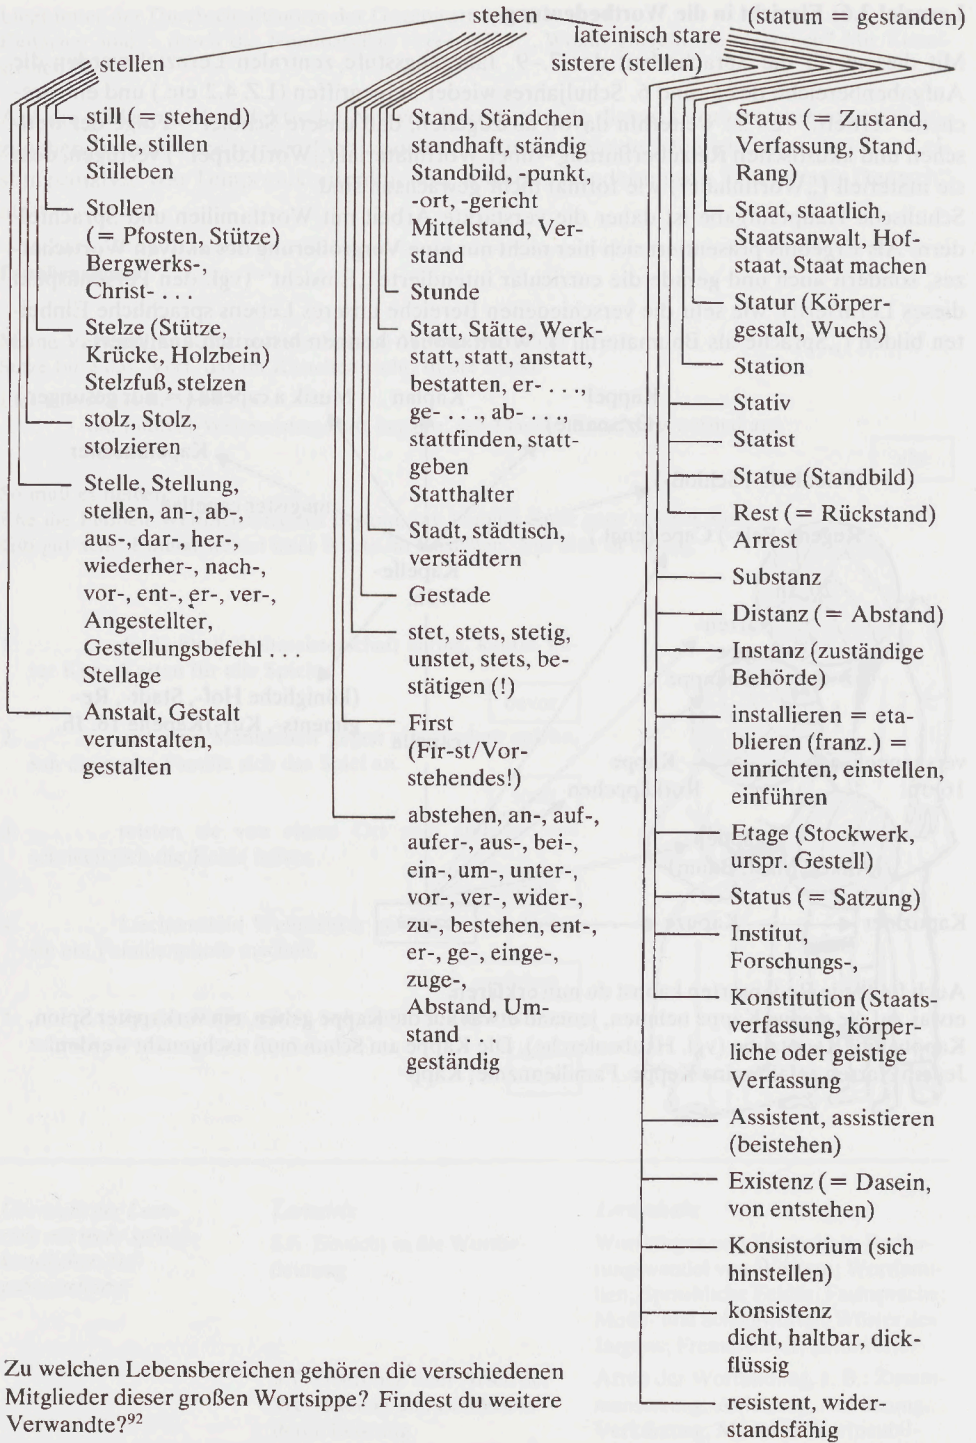 stehen
(statum = gestanden)
lateinisch stare
sistere (stellen)
stellen
still (= stehend)
Stille, stillen
Stilleben
Stollen
(= Pfosten, Stütze)
Bergwerks-,
Christ- . . .
Stelze (Stütze,
Krücke, Holzbein)
Stelzfuß, stelzen
stolz, Stolz,
stolzieren
Stelle, Stellung,
stellen, an-, ab-,
aus-, dar-, her-,
wiederher-, nach-,
vor-, ent-, er-, ver-,
Angestellter,
Gestellungsbefehl . .
Stellage
Anstalt, Gestalt
verunstalten,
gestalten
Stand, Ständchen
standhaft, ständig
Standbild, -punkt,
-ort, -gericht
Mittelstand, Ver-
stand
Stunde
Statt, Stätte, Werk-
statt, statt, anstatt,
bestatten, er- . . .,
ge- . . ., ab- . . .,
stattfinden, statt-
geben
Statthalter
Stadt, städtisch,
verstädtern
Gestade
stet, stets, stetig,
unstet, stets, be-
stätigen (!)
First
(Fir-st/Vor-
stehendes!)
abstehen, an-, auf-,
aufer-, aus-, bei-,
ein-, um-, unter-,
vor-, ver-, wider-,
zu-, bestehen, ent-,
er-, ge-, einge-,
zuge-,
Abstand, Um-
stand . . .
geständig
Status (= Zustand,
Verfassung, Stand,
Rang)
Staat, staatlich,
Staatsanwalt, Hof-
staat, Staat machen
Statur (Körper-
gestalt, Wuchs)
Station
Stativ
Statist
Statue (Standbild)
Rest (= Rückstand)
Arrest
Substanz
Distanz (= Abstand)
Instanz (zuständige
Behörde)
installieren = eta-
blieren (franz.) =
einrichten, einstellen,
einführen
Etage (Stockwerk,
urspr. Gestell)
Status (= Satzung)
Institut,
Forschungs-,
Konstitution (Staats-
verfassung, körper-
liche oder geistige
Verfassung
Assistent, assistieren
(beistehen)
Existenz (= Dasein,
von entstehen)
Konsistorium (sich
hinstellen)
konsistenz
dicht, haltbar, dick-
flüssig
resistent, wider-
standsfähig
Zu welchen Lebensbereichen gehören die verschiedenen
Mitglieder dieser großen Wortsippe? Findest du weitere
Verwandte?92